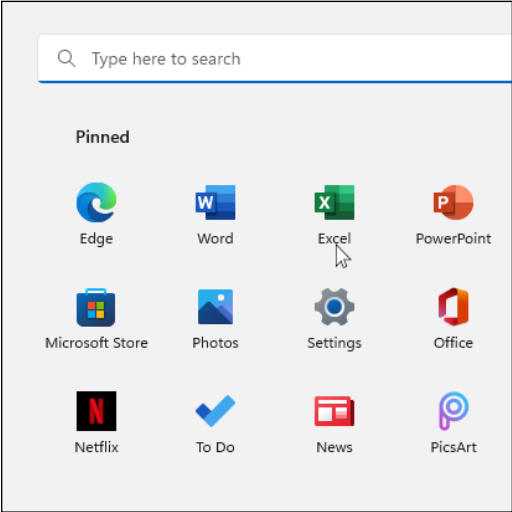 Type here to search
Pinned
Edge
Word
Excel
PowerPoint
Microsoft Store
Photos
Settings
Office
Netflix
To Do
News
PicsArt